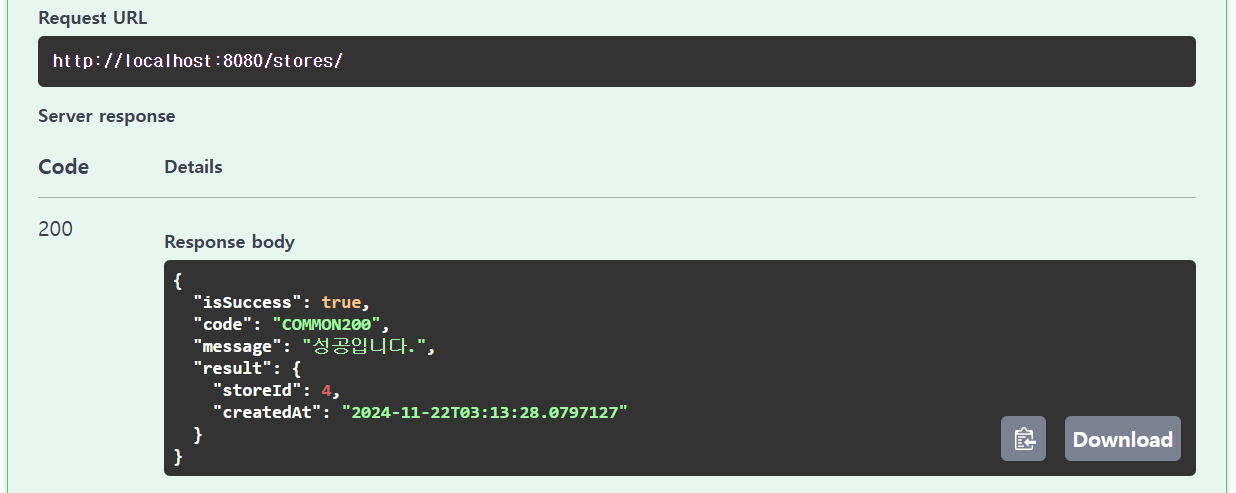 Request URL
http://localhost:8080/stores/
Server response
Code Details
200
Response body
{
"isSuccess": true,
"code": "COMMON200",
"message": "성공입니다.",
"result": {
"storeId": 4,
"createdAt": "2024-11-22T03:13:28.0797127"
}
}
Download